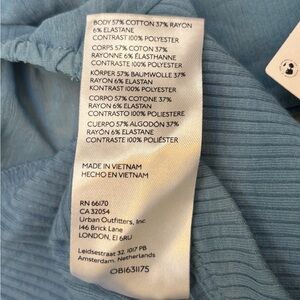 BODY 57% COTTON 37% RAYON
6% ELASTANE
CONTRAST 100% POLYESTER
CORPS 57% COTON 37%
RAYONNE 6% ÉLASTHANNE
CONTRAST 100% POLYESTER
KÖRPER 57% BAUMWOLLE 37%
RAYON 6% ELASTAN
KONTRAST 100% POLYESTER
CORPO 57% COTONE 37%
RAYON 6% ELASTAN
CONTRASTO 100% POLIESTERE
CUERPO 57% ALGODÓN 37%
RAYÓN 6% ELASTANE
CONTRASTE 100% POLIÉSTER
MADE IN VIETNAM
HECHO EN VIETNAM
RN 66170
CA 32054
Urban Outfitters, Inc.
146 Brick Lane
LONDON, E1 6RU
Leidsestraat 32, 1017 PB
Amsterdam, Netherlands
OB1631175